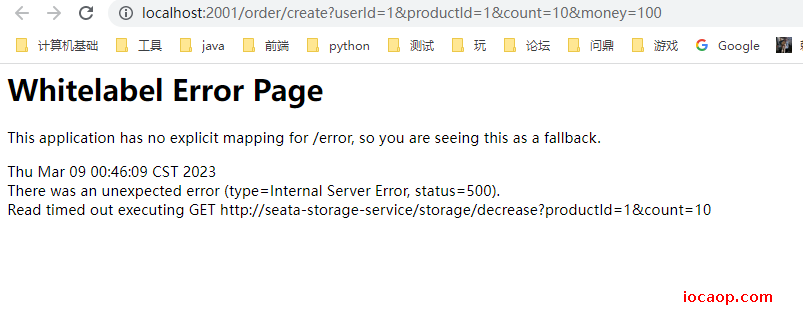 localhost:2001/order/create?userId=1&productId=1&count=10&money=100
计算机基础 工具 java 前端 python 测试 玩 论坛 问鼎 游戏 Google
Whitelabel Error Page
This application has no explicit mapping for /error, so you are seeing this as a fallback.
Thu Mar 09 00:46:09 CST 2023
There was an unexpected error (type=Internal Server Error, status=500).
Read timed out executing GET http://seata-storage-service/storage/decrease?productId=1&count=10
iocaop.com